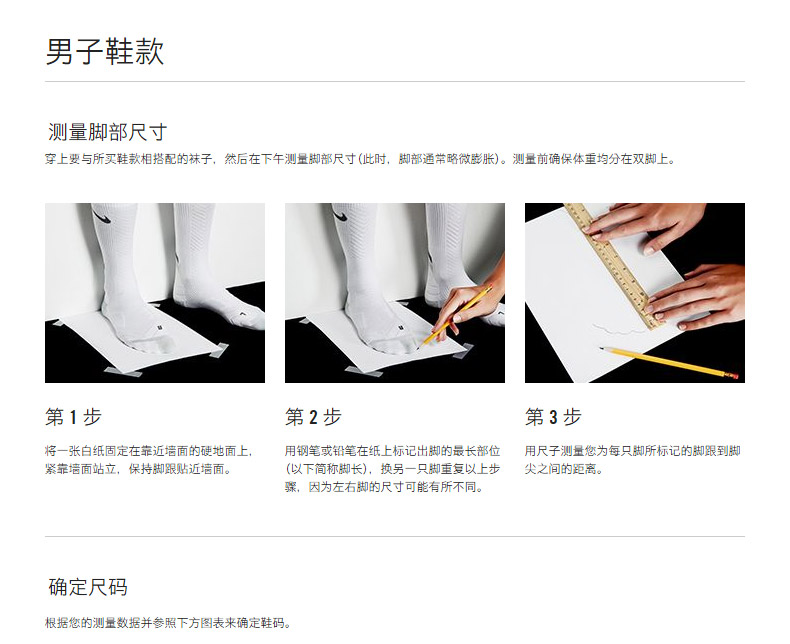 男子鞋款
测量脚部尺寸
穿上要与所买鞋款相搭配的袜子，然后在下午测量脚部尺寸(此时，脚部通常略微膨胀)。测量前确保体重均分在双脚上。
第 1 步
第 2 步
第 3 步
将一张白纸固定在靠近墙面的硬地面上，
紧靠墙面站立，保持脚跟贴近墙面。
用钢笔或铅笔在纸上标记出脚的最长部位
(以下简称脚长)，换另一只脚重复以上步
骤，因为左右脚的尺寸可能有所不同。
用尺子测量您为每只脚所标记的脚跟到脚
尖之间的距离。
确定尺码
根据您的测量数据并参照下方图表来确定鞋码。